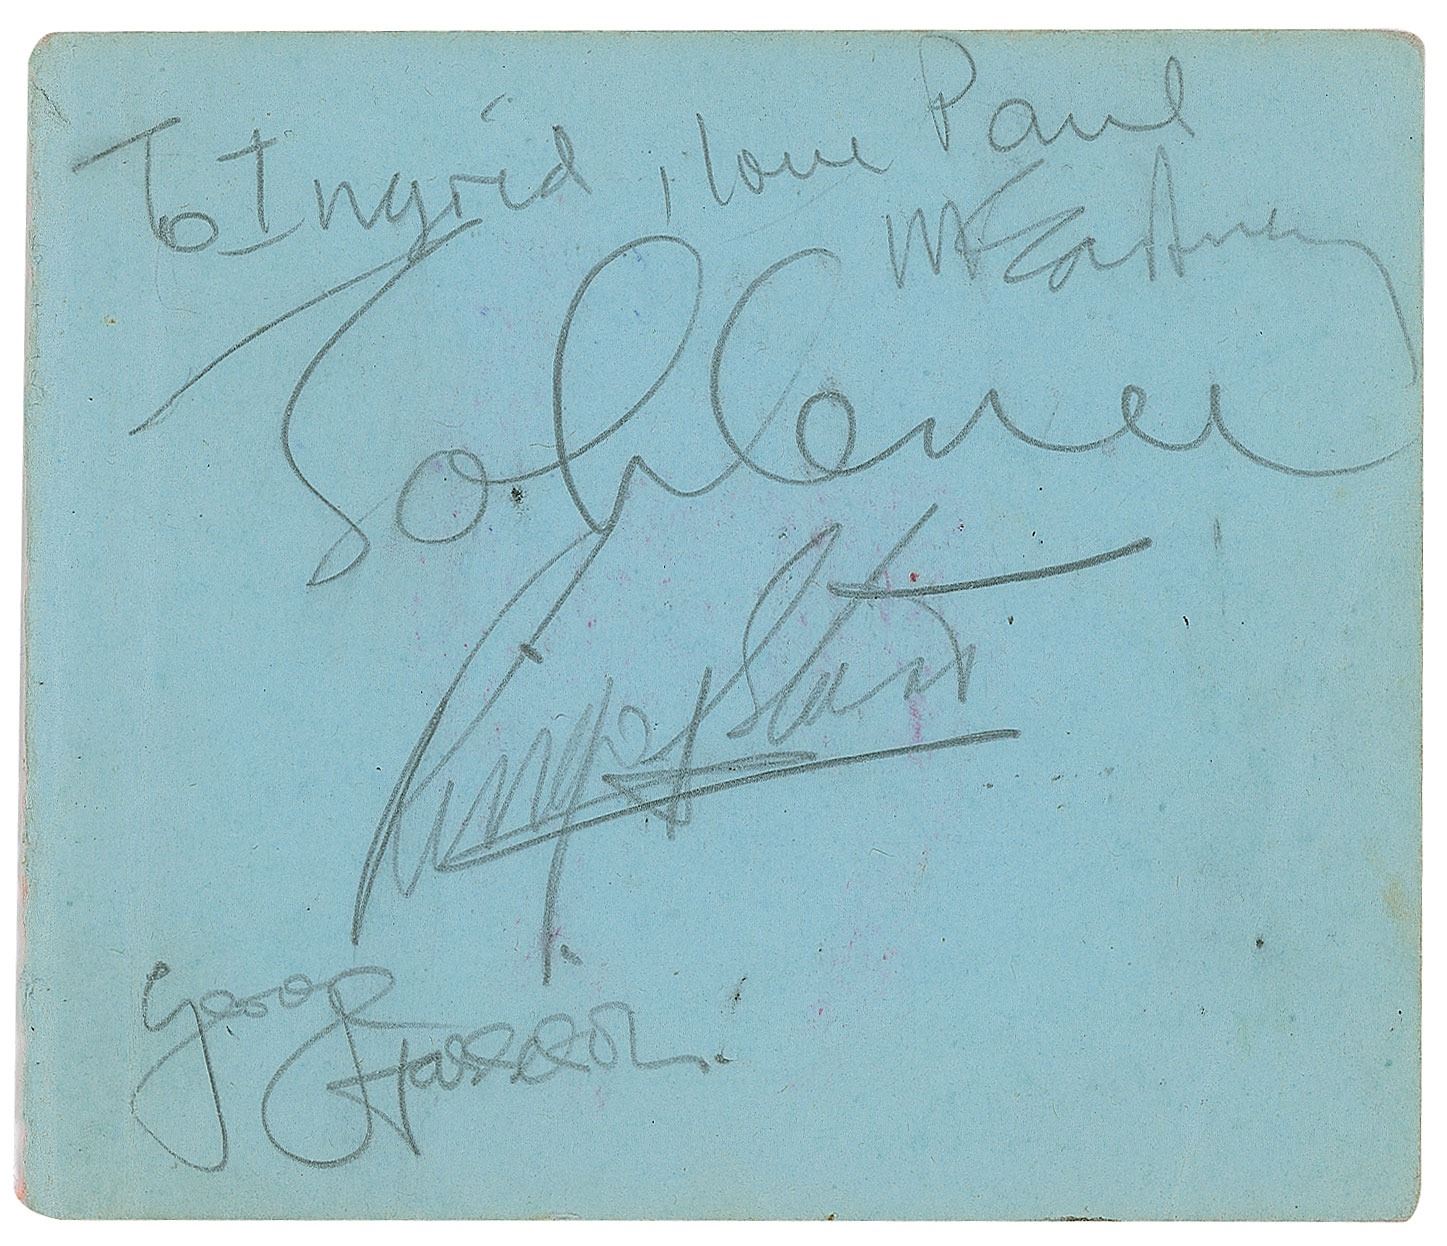 To Ingrid, love Paul
McCartney
John Lennon
Ringo Starr
George Harrison